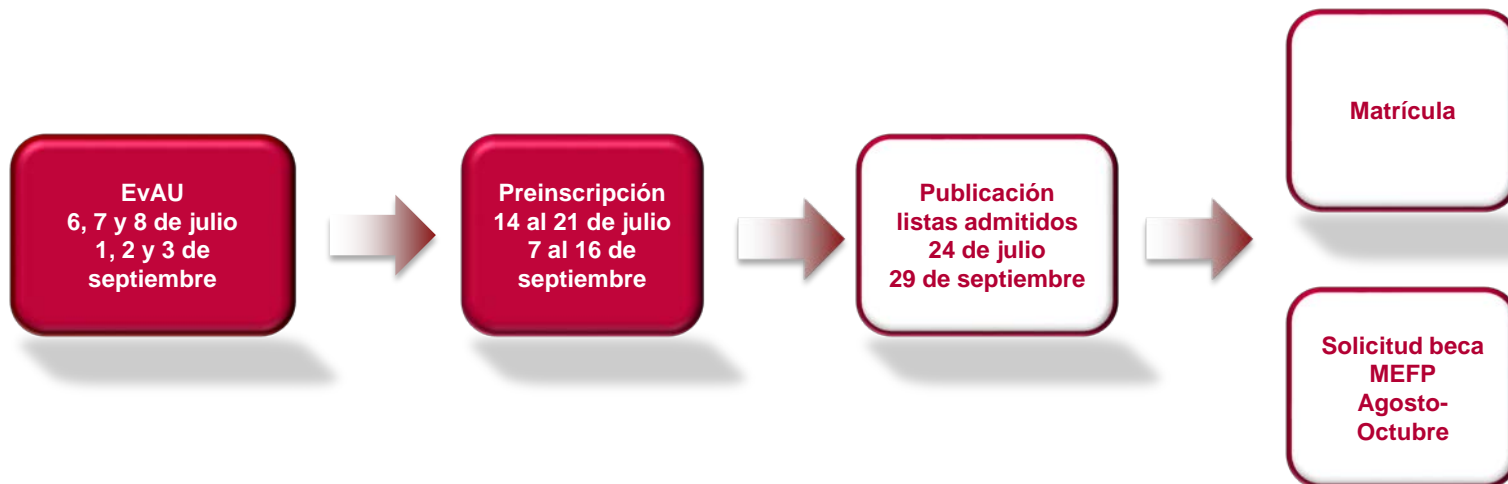 EvAU
6, 7 y 8 de julio
1, 2 y 3 de
septiembre
Preinscripción
14 al 21 de julio
7 al 16 de
septiembre
Publicación
listas admitidos
24 de julio
29 de septiembre
Matrícula
Solicitud beca
MEFP
Agosto-
Octubre